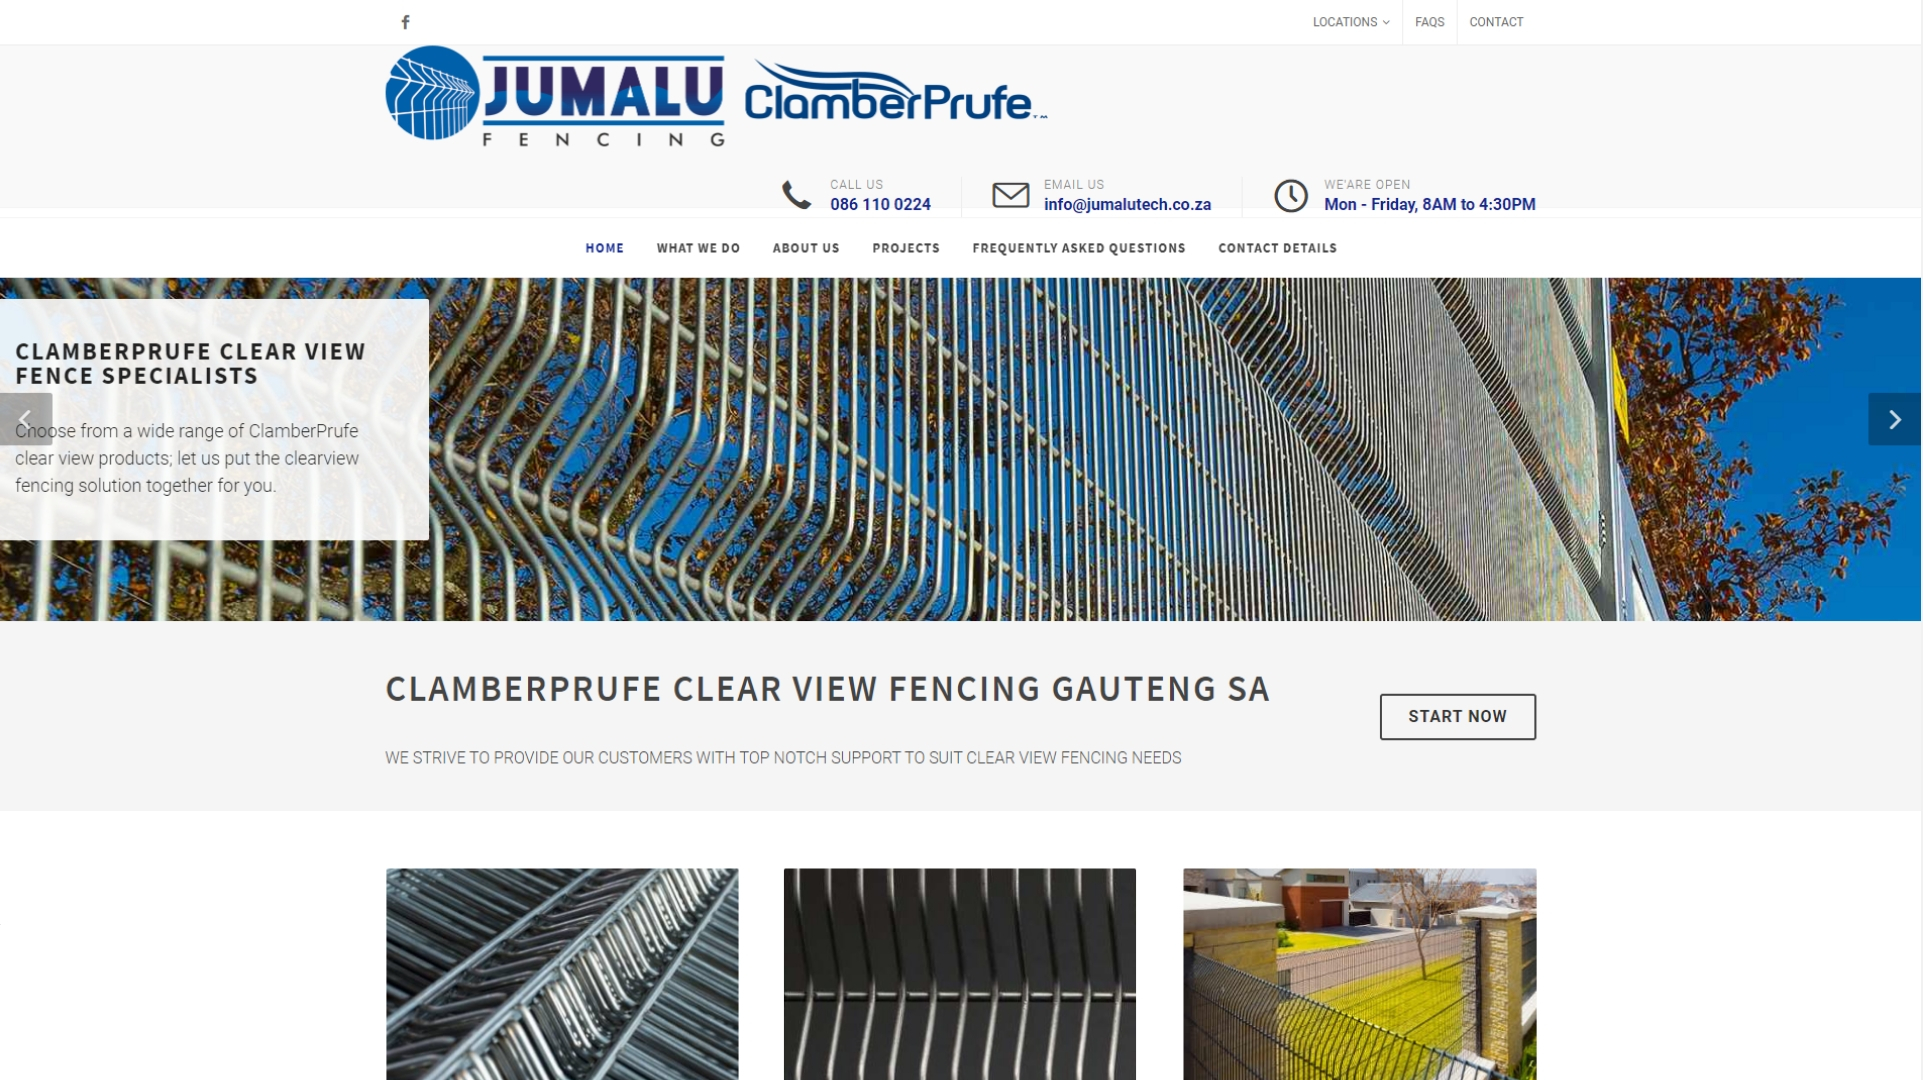 LOCATIONS
FAQS
CONTACT
JUMALU
FENCING
ClamberPrufe™
CALL US
086 110 0224
EMAIL US
info@jumalutech.co.za
WE'ARE OPEN
Mon - Friday, 8AM to 4:30PM
HOME
WHAT WE DO
ABOUT US
PROJECTS
FREQUENTLY ASKED QUESTIONS
CONTACT DETAILS
CLAMBERPRUFE CLEAR VIEW
FENCE SPECIALISTS
Choose from a wide range of ClamberPrufe
clear view products; let us put the clearview
fencing solution together for you.
CLAMBERPRUFE CLEAR VIEW FENCING GAUTENG SA
START NOW
WE STRIVE TO PROVIDE OUR CUSTOMERS WITH TOP NOTCH SUPPORT TO SUIT CLEAR VIEW FENCING NEEDS